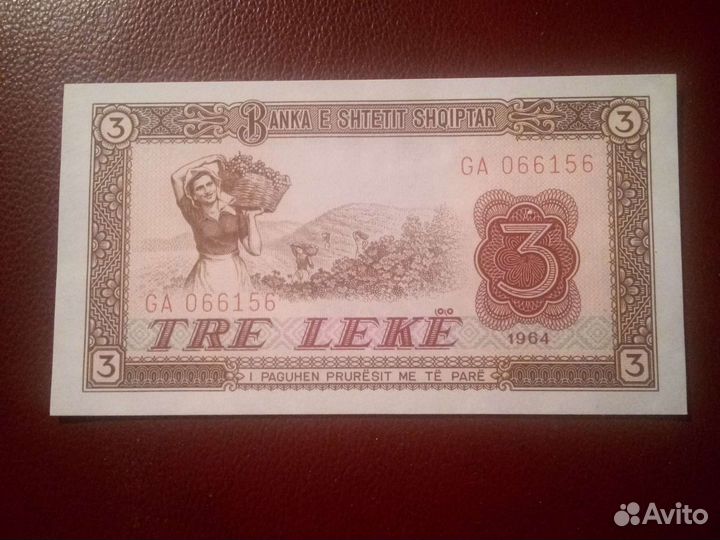 3
BANKA E SHTETIT SHQIPTAR
3
GA 066156
3
GA 066156
TRE LEKË
1964
3
I PAGUHEN PRURËSIT ME TË PARË
3
Avito